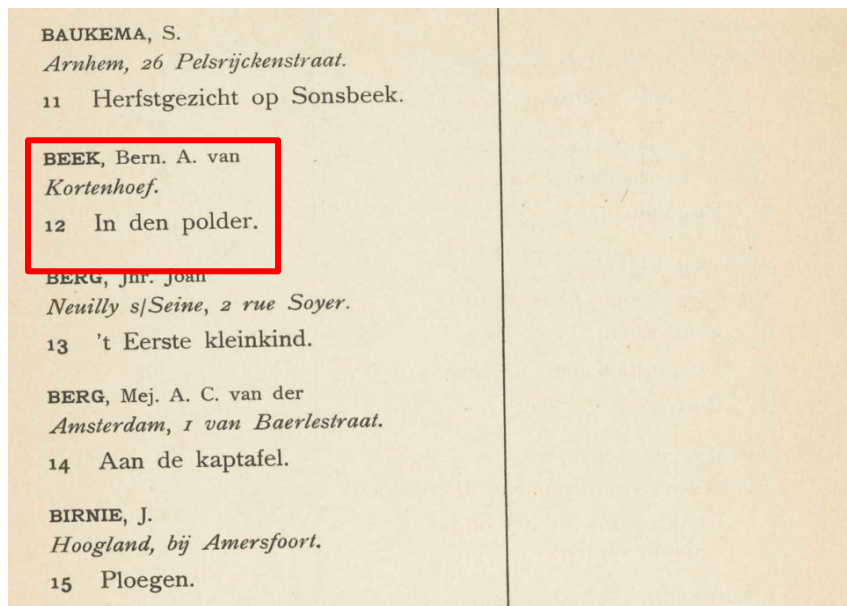 BAUKEMA, S.
Arnhem, 26 Pelsrijckenstraat.
11 Herfstgezicht op Sonsbeek.
BEEK, Bern. A. van
Kortenhoef.
12 In den polder.
BERG, Jhr. Joan
Neuilly s/Seine, 2 rue Soyer.
13 't Eerste kleinkind.
BERG, Mej. A. C. van der
Amsterdam, 1 van Baerlestraat.
14 Aan de kaptafel.
BIRNIE, J.
Hoogland, bij Amersfoort.
15 Ploegen.